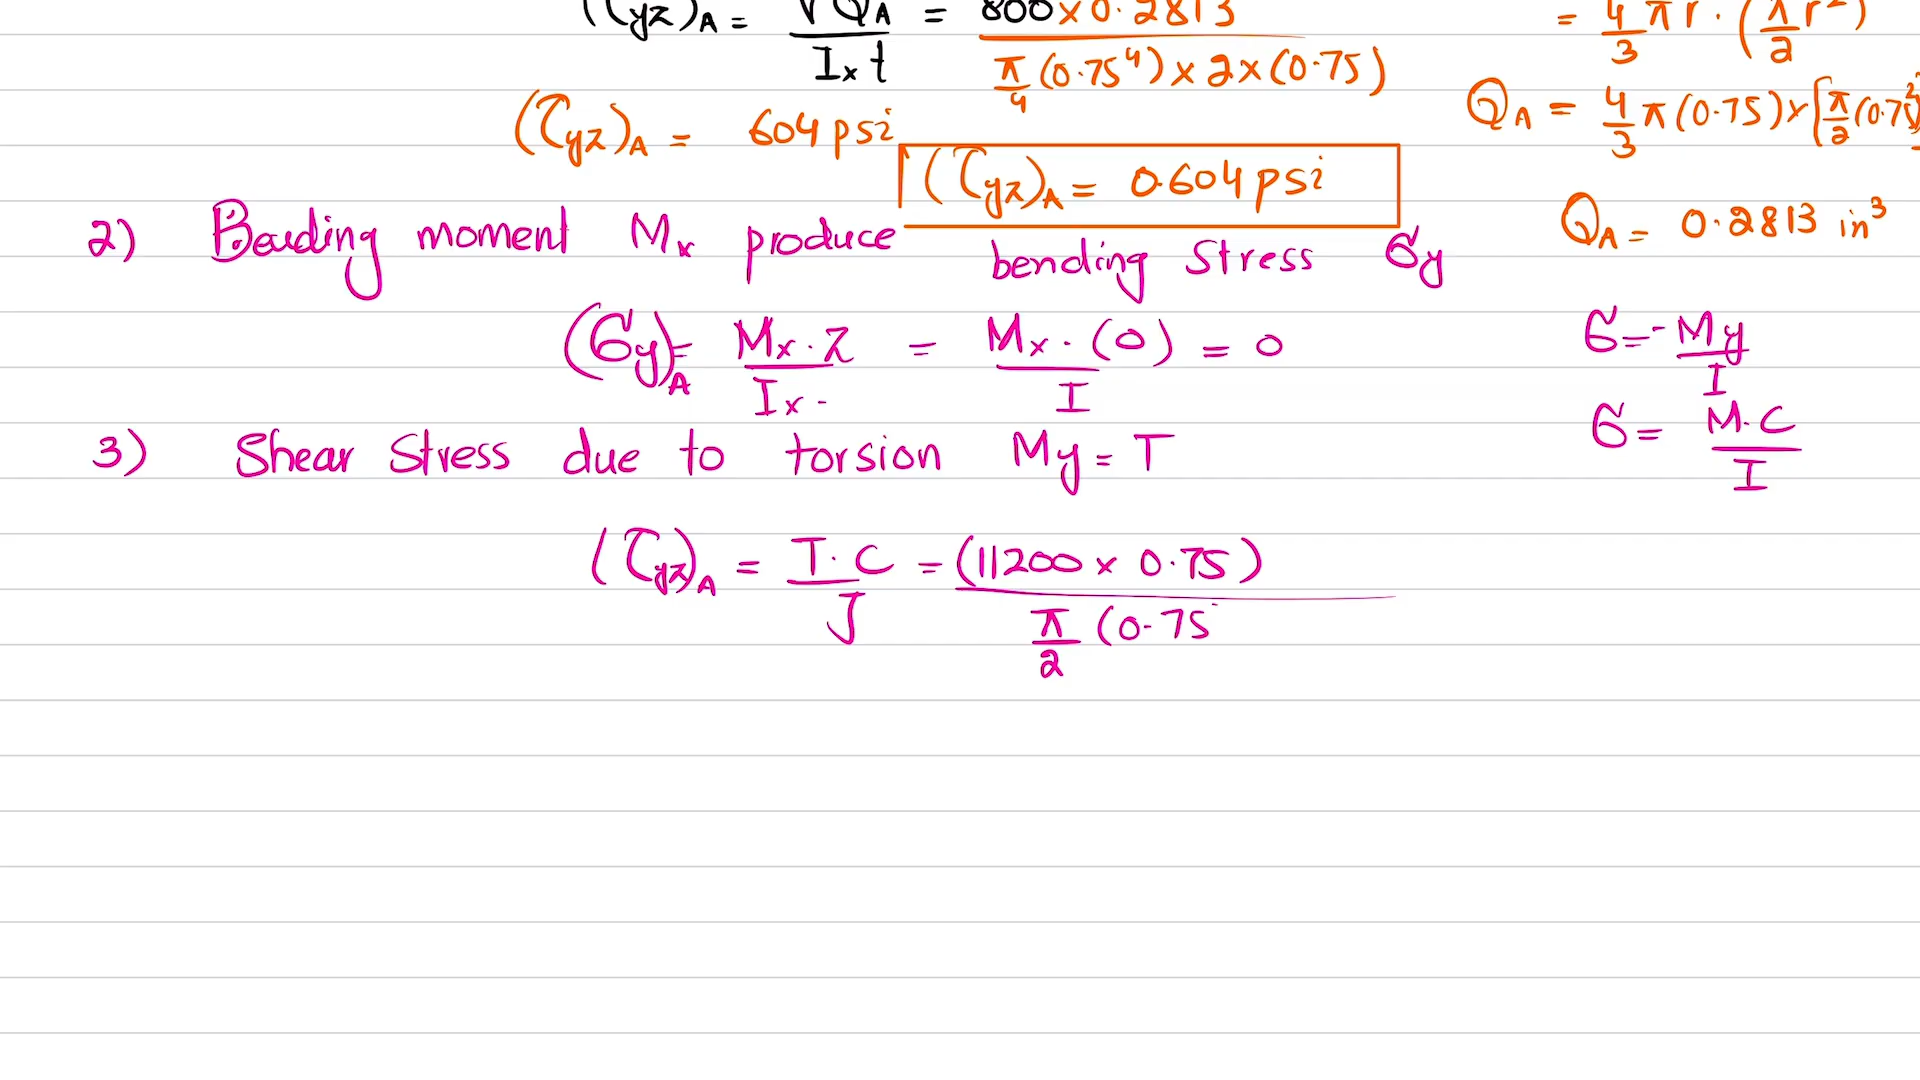 (τyz)A = VQA / Ix t = 800 × 0.2813 / π/4 (0.75⁴) × 2 × (0.75)
= 4/3 π r · (π/2 r²)
(τyz)A = 604 psi
QA = 4/3 π (0.75) × [π/2 (0.75²)]
(τyz)A = 0.604 psi
QA = 0.2813 in³
2) Bending moment Mx produce bending Stress σy
(σy)A = Mx · z / Ix = Mx · (0) / I = 0
σ = - My / I
σ = M.C / I
3) Shear Stress due to torsion My = T
(τyz)A = T · C / J = (11200 × 0.75) / π/2 (0.75